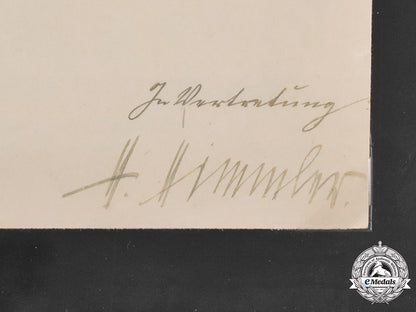 In Vertretung
H. Himmler.
eMedals